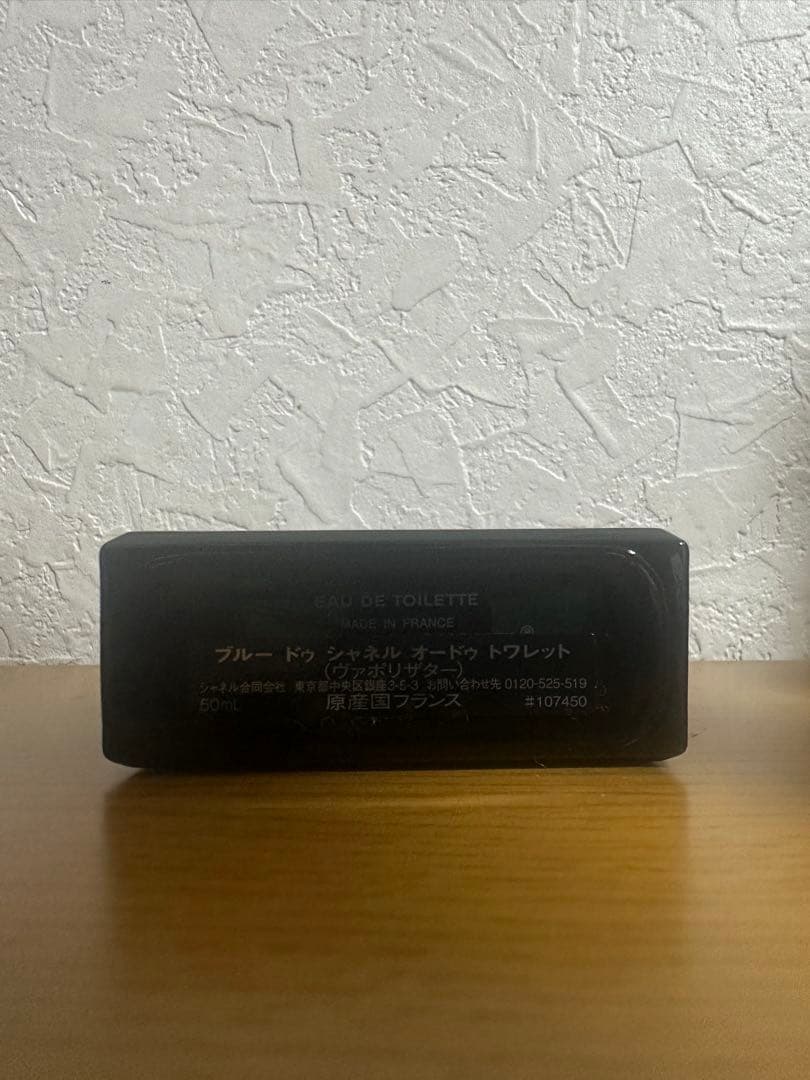 EAU DE TOILETTE
MADE IN FRANCE
ブルー ドゥ シャネル オードゥ トワレット
(ヴァポリザター)
シャネル合同会社 東京都中央区銀座3-5-3 お問い合わせ先 0120-525-519
50mL 原産国フランス #107450